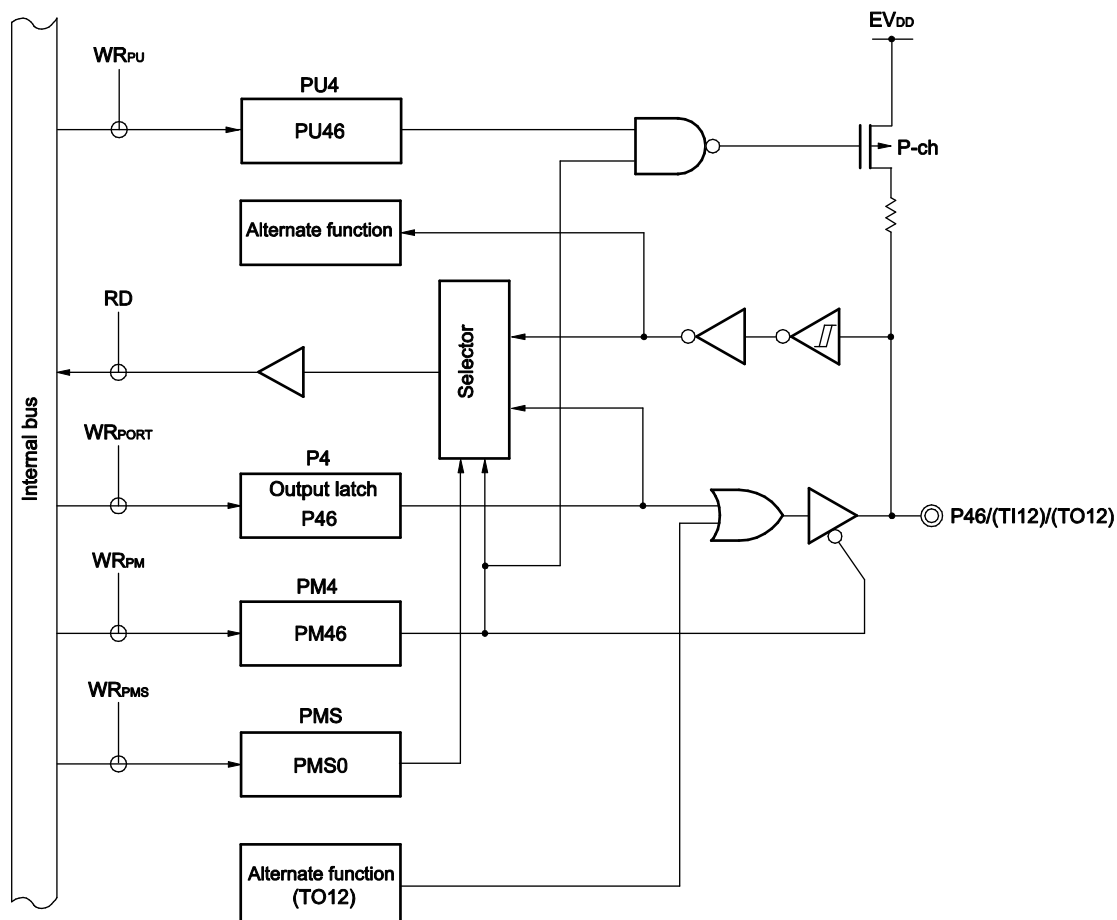 EVDD
WRPU
PU4
PU46
P-ch
Alternate function
RD
Selector
Internal bus
WRPORT
P4
Output latch
P46
P46/(TI12)/(TO12)
WRPM
PM4
PM46
WRPMS
PMS
PMS0
Alternate function
(TO12)